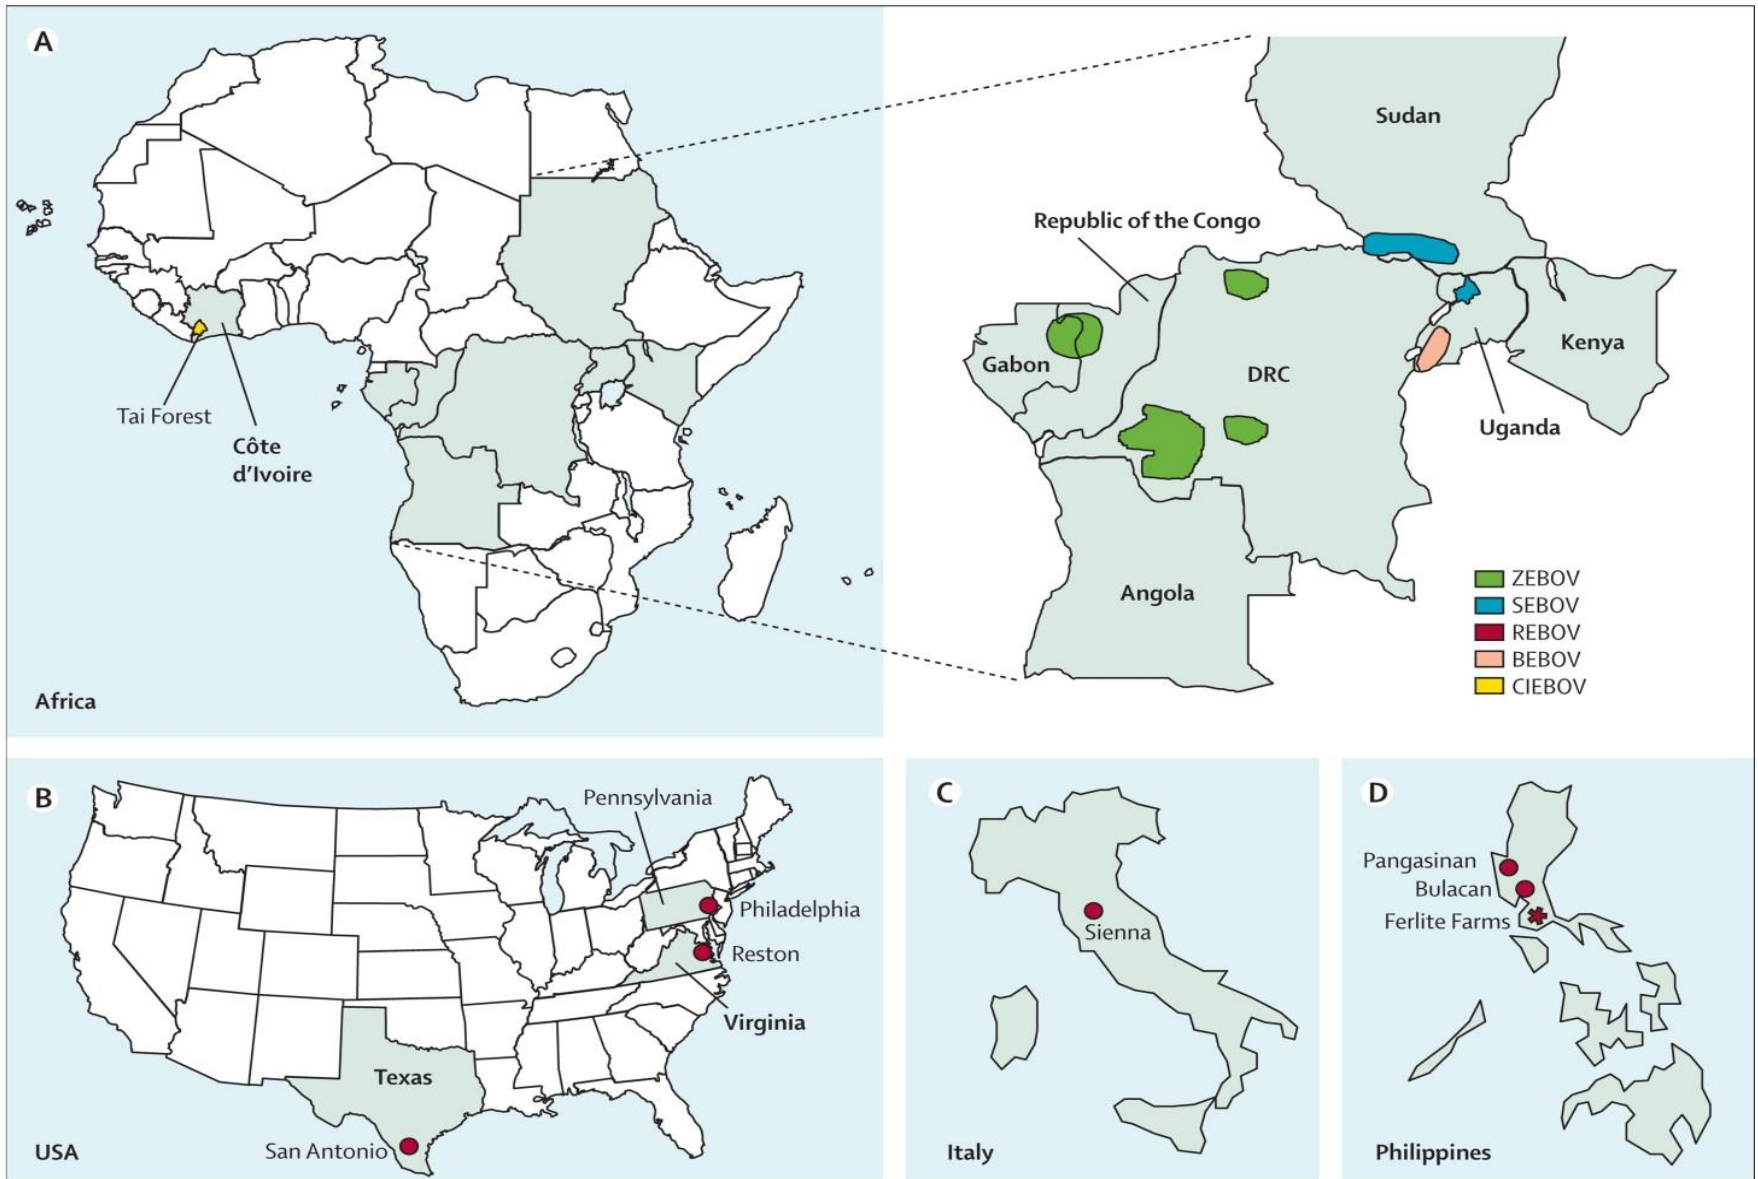 A
Sudan
Republic of the Congo
Gabon
DRC
Kenya
Uganda
Tai Forest
Côte
d'Ivoire
Angola
ZEBOV
SEBOV
REBOV
BEBOV
CIEBOV
Africa
B
Pennsylvania
Philadelphia
Reston
Virginia
Texas
San Antonio
USA
C
Sienna
Italy
D
Pangasinan
Bulacan
Ferlite Farms
Philippines